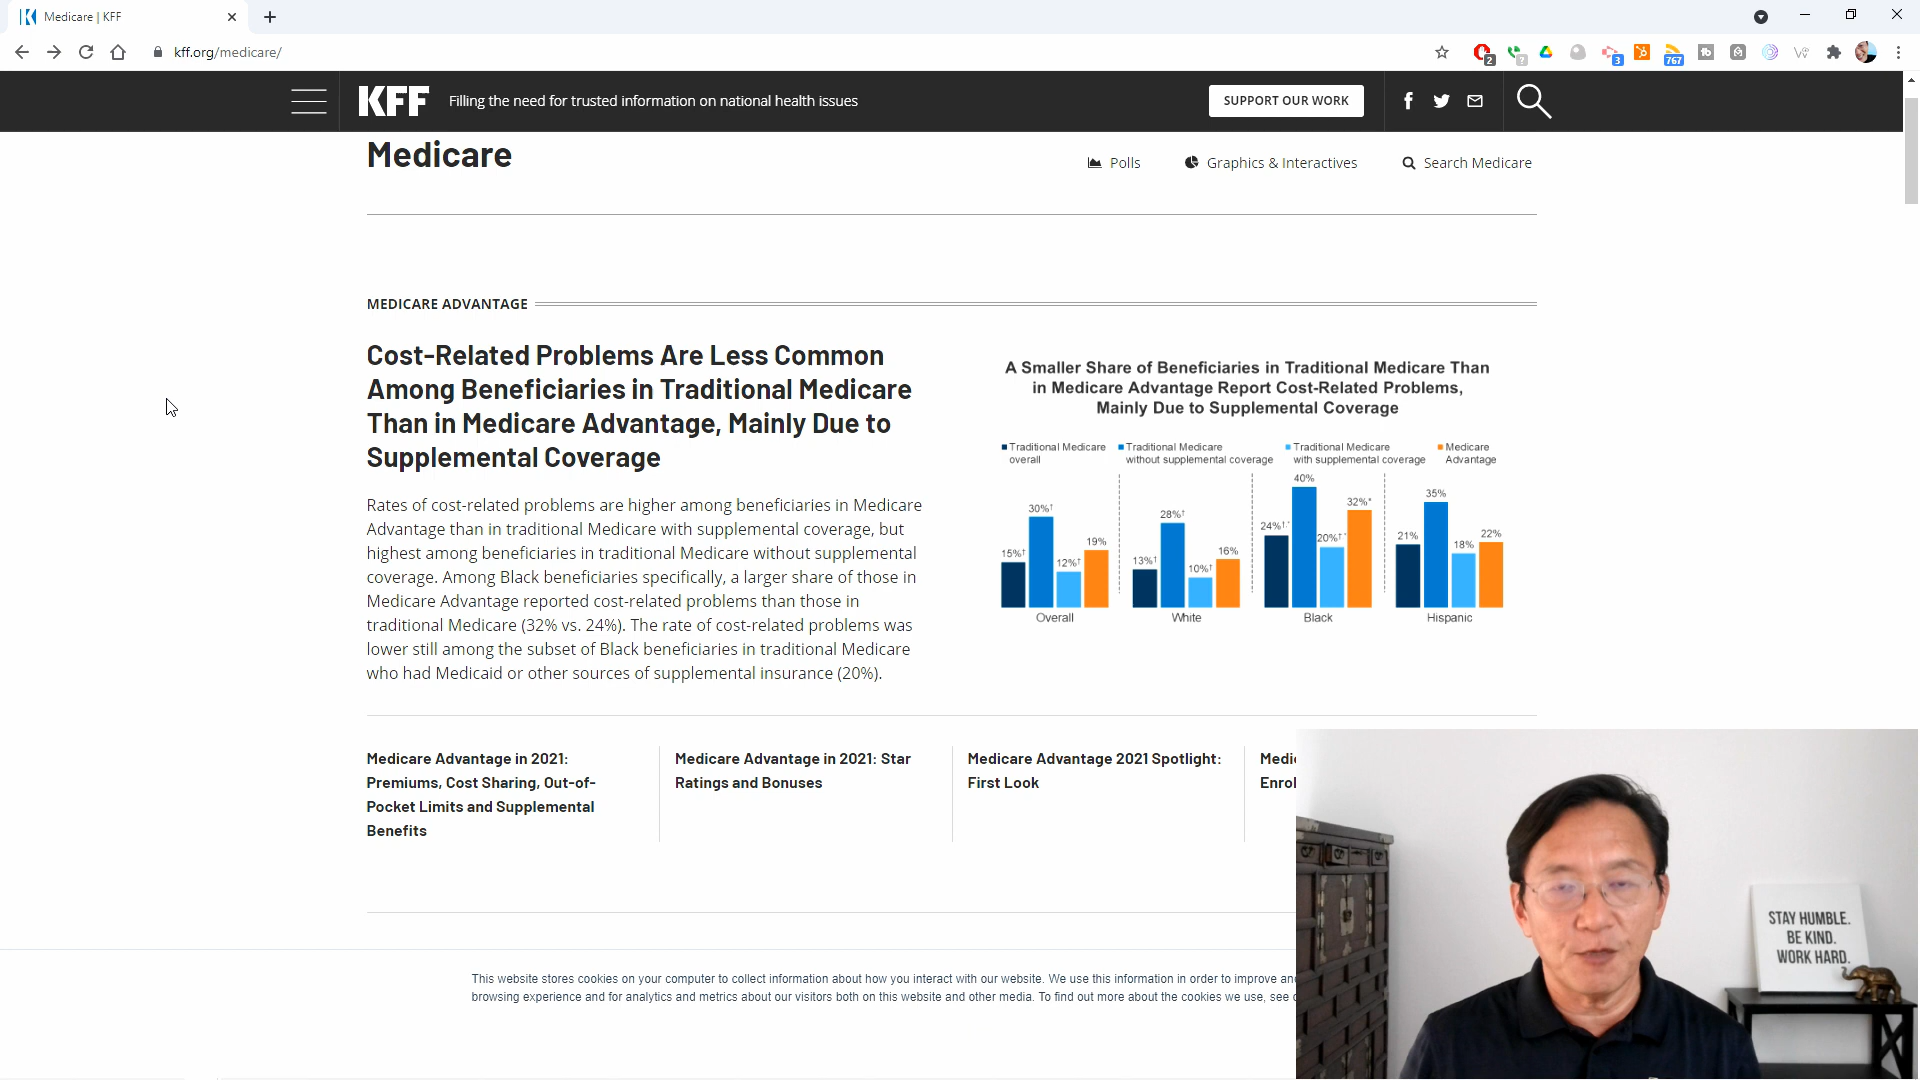 Medicare | KFF
kff.org/medicare/
2
?
3
767
KFF
Filling the need for trusted information on national health issues
SUPPORT OUR WORK
Medicare
Polls
Graphics & Interactives
Search Medicare
MEDICARE ADVANTAGE
Cost-Related Problems Are Less Common
Among Beneficiaries in Traditional Medicare
Than in Medicare Advantage, Mainly Due to
Supplemental Coverage
Rates of cost-related problems are higher among beneficiaries in Medicare
Advantage than in traditional Medicare with supplemental coverage, but
highest among beneficiaries in traditional Medicare without supplemental
coverage. Among Black beneficiaries specifically, a larger share of those in
Medicare Advantage reported cost-related problems than those in
traditional Medicare (32% vs. 24%). The rate of cost-related problems was
lower still among the subset of Black beneficiaries in traditional Medicare
who had Medicaid or other sources of supplemental insurance (20%).
A Smaller Share of Beneficiaries in Traditional Medicare Than
in Medicare Advantage Report Cost-Related Problems,
Mainly Due to Supplemental Coverage
Traditional Medicare overall
Traditional Medicare without supplemental coverage
Traditional Medicare with supplemental coverage
Medicare Advantage
15%† 30%† 12%† 19%
13%† 28%† 10%† 16%
24%†,* 40% 20%†* 32%*
21% 35% 18% 22%
Overall
White
Black
Hispanic
Medicare Advantage in 2021:
Premiums, Cost Sharing, Out-of-
Pocket Limits and Supplemental
Benefits
Medicare Advantage in 2021: Star
Ratings and Bonuses
Medicare Advantage 2021 Spotlight:
First Look
Medic
Enrol
This website stores cookies on your computer to collect information about how you interact with our website. We use this information in order to improve an
browsing experience and for analytics and metrics about our visitors both on this website and other media. To find out more about the cookies we use, see
STAY HUMBLE.
BE KIND.
WORK HARD.